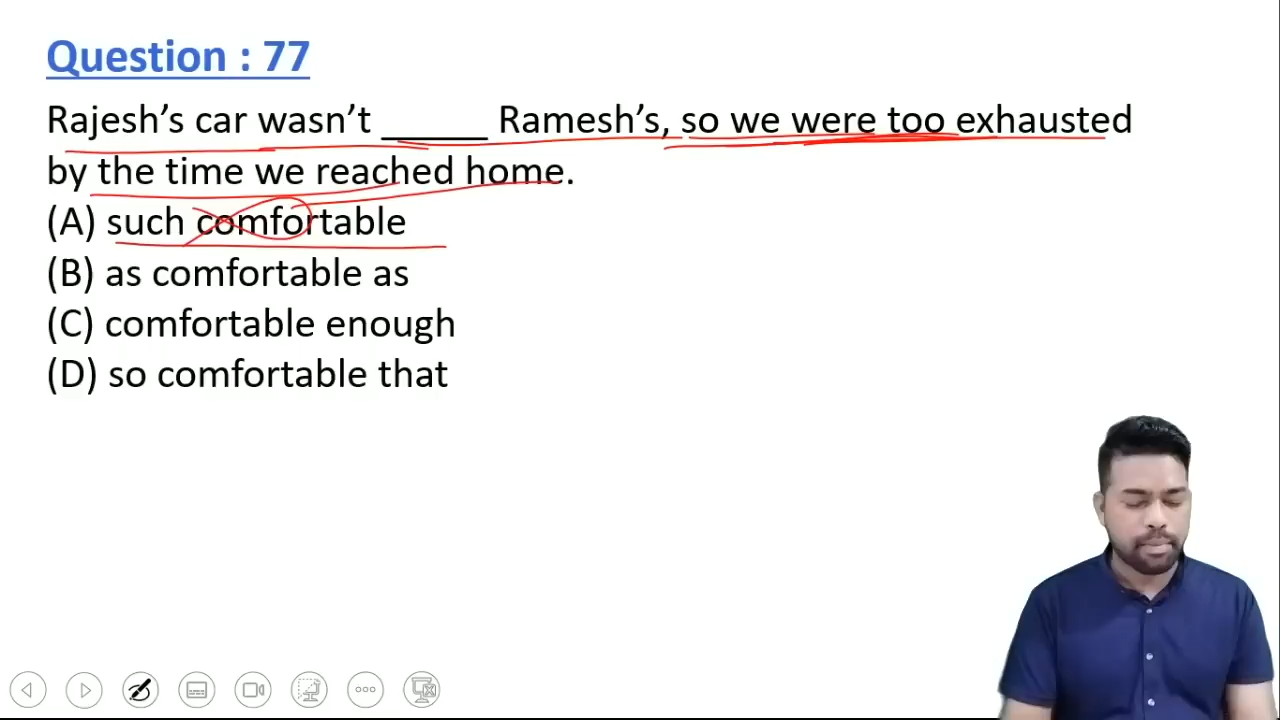 Question : 77
Rajesh’s car wasn’t _____ Ramesh’s, so we were too exhausted
by the time we reached home.
(A) such comfortable
(B) as comfortable as
(C) comfortable enough
(D) so comfortable that